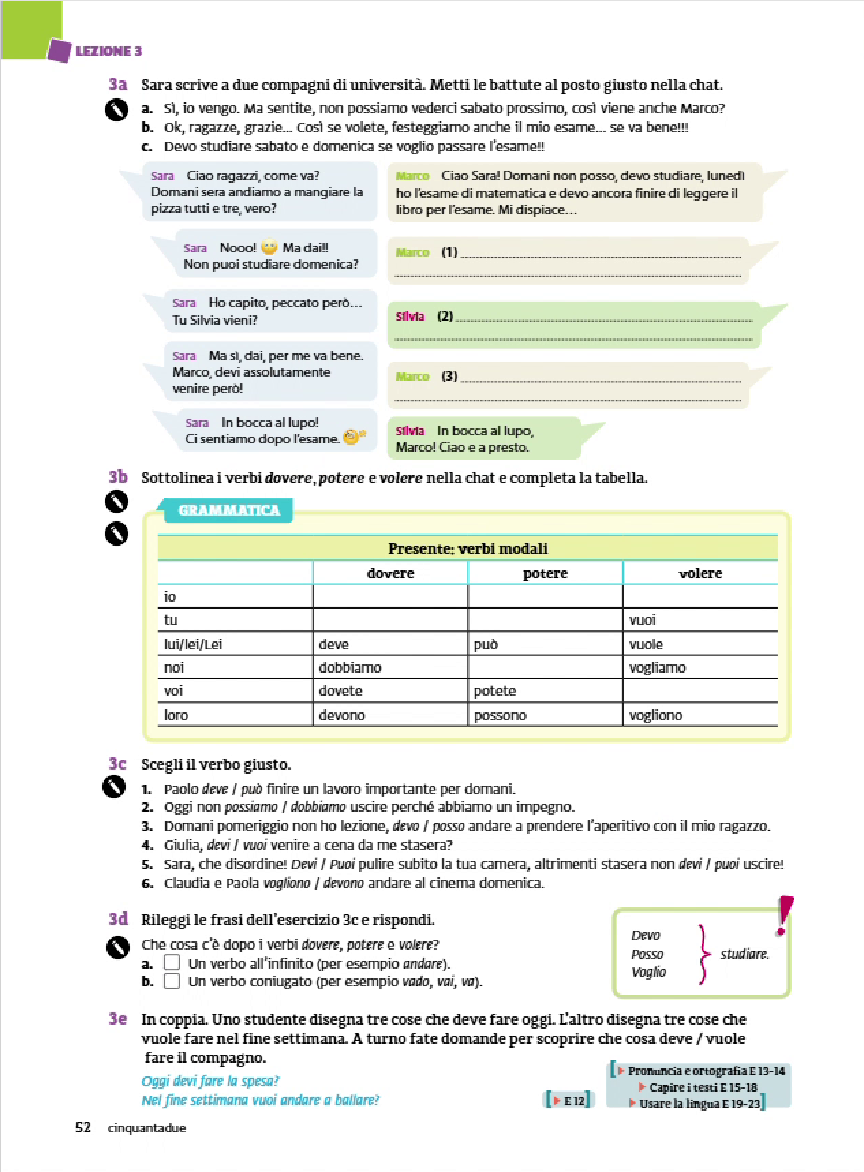 LEZIONE 3
3a Sara scrive a due compagni di università. Metti le battute al posto giusto nella chat.
a. Sì, io vengo. Ma sentite, non possiamo vederci sabato prossimo, così viene anche Marco?
b. Ok, ragazze, grazie... Così se volete, festeggiamo anche il mio esame... se va bene!!!
c. Devo studiare sabato e domenica se voglio passare l'esame!!
Sara Ciao ragazzi, come va?
Domani sera andiamo a mangiare la
pizza tutti e tre, vero?
Marco Ciao Sara! Domani non posso, devo studiare, lunedì
ho l'esame di matematica e devo ancora finire di leggere il
libro per l'esame. Mi dispiace...
Sara Nooo! Ma dai!!
Non puoi studiare domenica?
Marco (1)
Sara Ho capito, peccato però...
Tu Silvia vieni?
Silvia (2)
Sara Ma sì, dai, per me va bene.
Marco, devi assolutamente
venire però!
Marco (3)
Sara In bocca al lupo!
Ci sentiamo dopo l'esame.
Silvia In bocca al lupo,
Marco! Ciao e a presto.
3b Sottolinea i verbi dovere, potere e volere nella chat e completa la tabella.
GRAMMATICA
Presente: verbi modali
dovere potere volere
io
tu vuoi
lui/lei/Lei deve può vuole
noi dobbiamo vogliamo
voi dovete potete
loro devono possono vogliono
3c Scegli il verbo giusto.
1. Paolo deve / può finire un lavoro importante per domani.
2. Oggi non possiamo / dobbiamo uscire perché abbiamo un impegno.
3. Domani pomeriggio non ho lezione, devo / posso andare a prendere l'aperitivo con il mio ragazzo.
4. Giulia, devi / vuoi venire a cena da me stasera?
5. Sara, che disordine! Devi / Puoi pulire subito la tua camera, altrimenti stasera non devi / puoi uscire!
6. Claudia e Paola vogliono / devono andare al cinema domenica.
3d Rileggi le frasi dell'esercizio 3c e rispondi.
Che cosa c'è dopo i verbi dovere, potere e volere?
a. Un verbo all'infinito (per esempio andare).
b. Un verbo coniugato (per esempio vado, vai, va).
Devo
Posso studiare.
Voglio
!
3e In coppia. Uno studente disegna tre cose che deve fare oggi. L'altro disegna tre cose che
vuole fare nel fine settimana. A turno fate domande per scoprire che cosa deve / vuole
fare il compagno.
Oggi devi fare la spesa?
Nel fine settimana vuoi andare a ballare?
[▶ E 12]
[▶ Pronuncia e ortografia E 13-14
▶ Capire i testi E 15-18
▶ Usare la lingua E 19-23]
52 cinquantadue